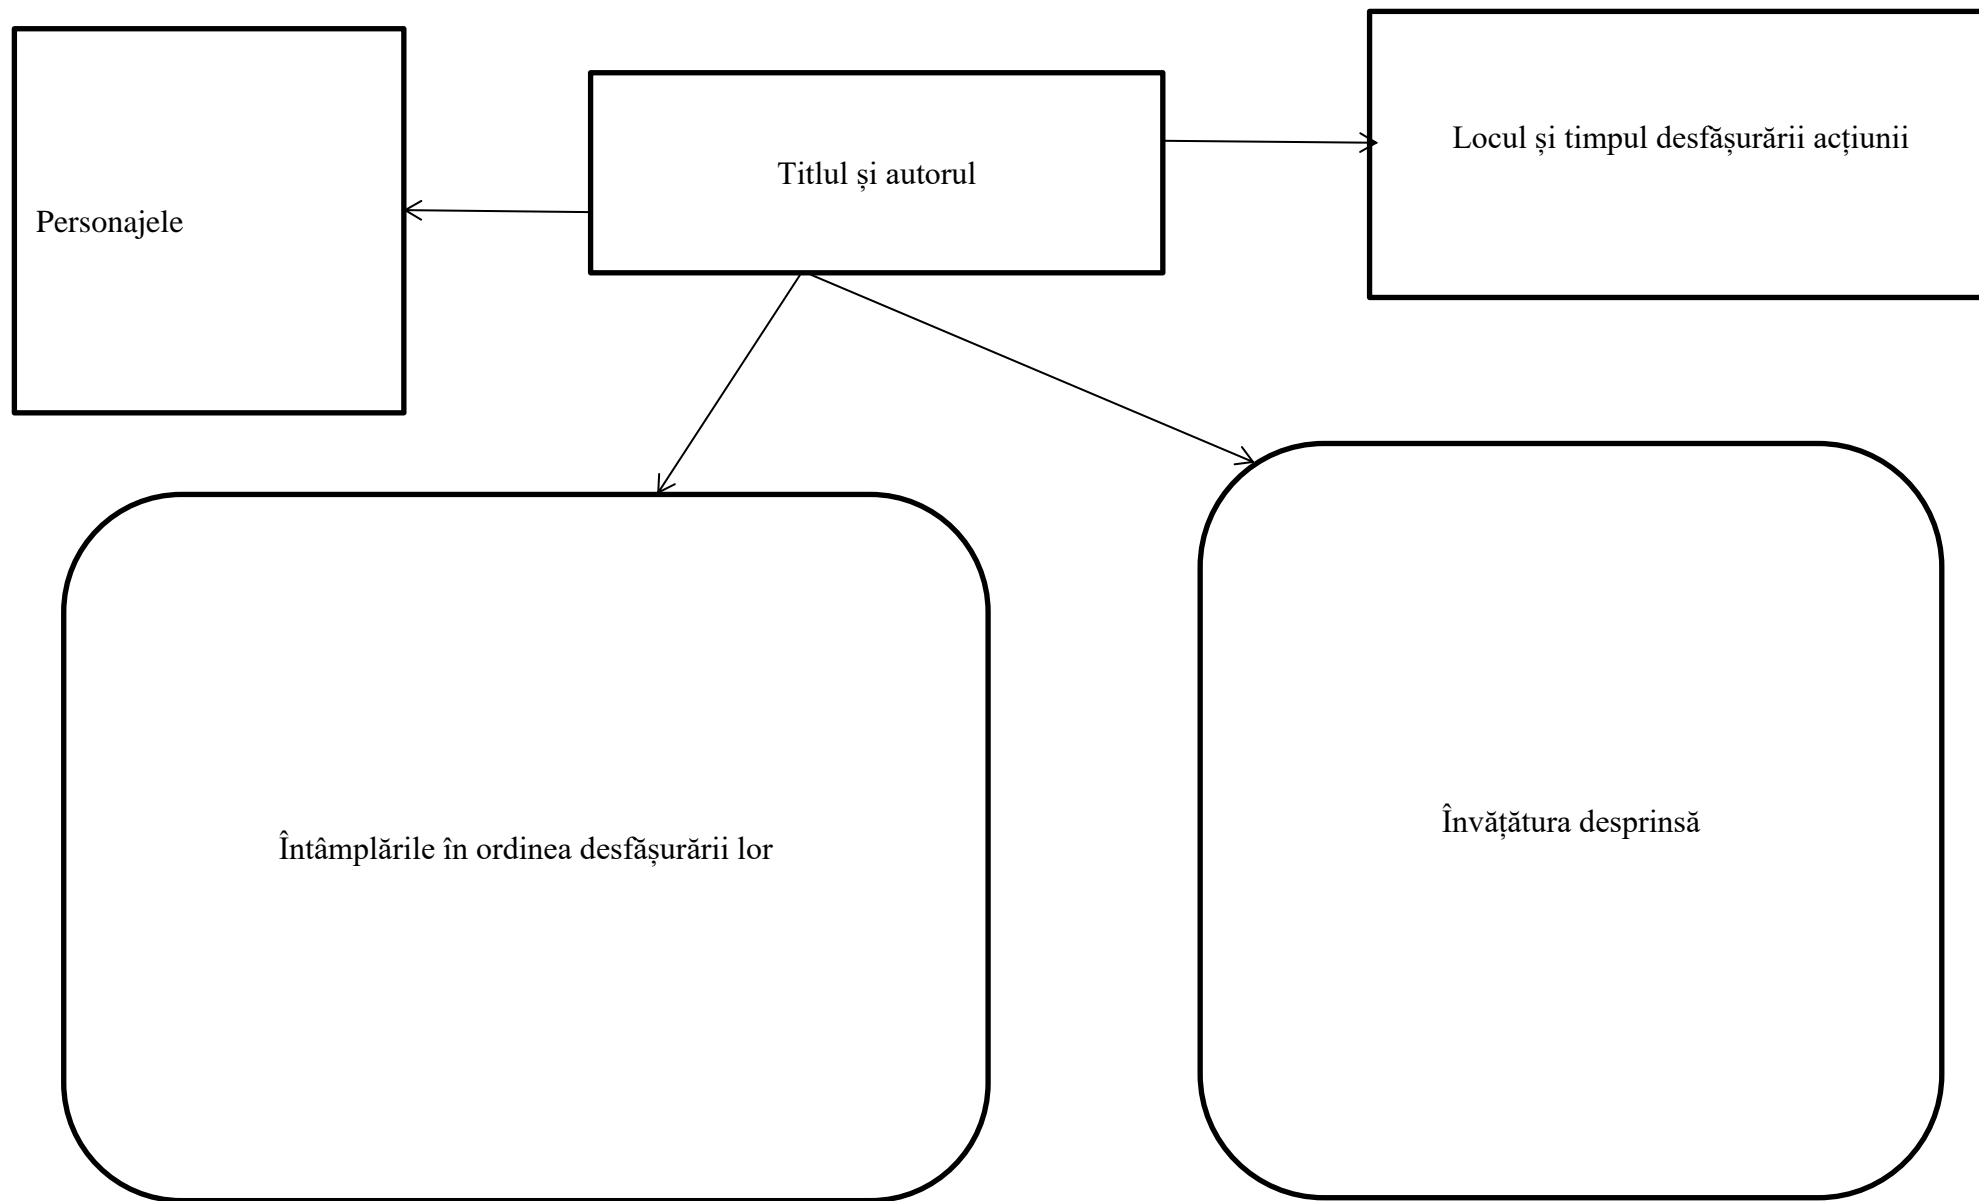 Locul și timpul desfășurării acțiunii
Titlul și autorul
Personajele
Întâmplările în ordinea desfășurării lor
Învățătura desprinsă